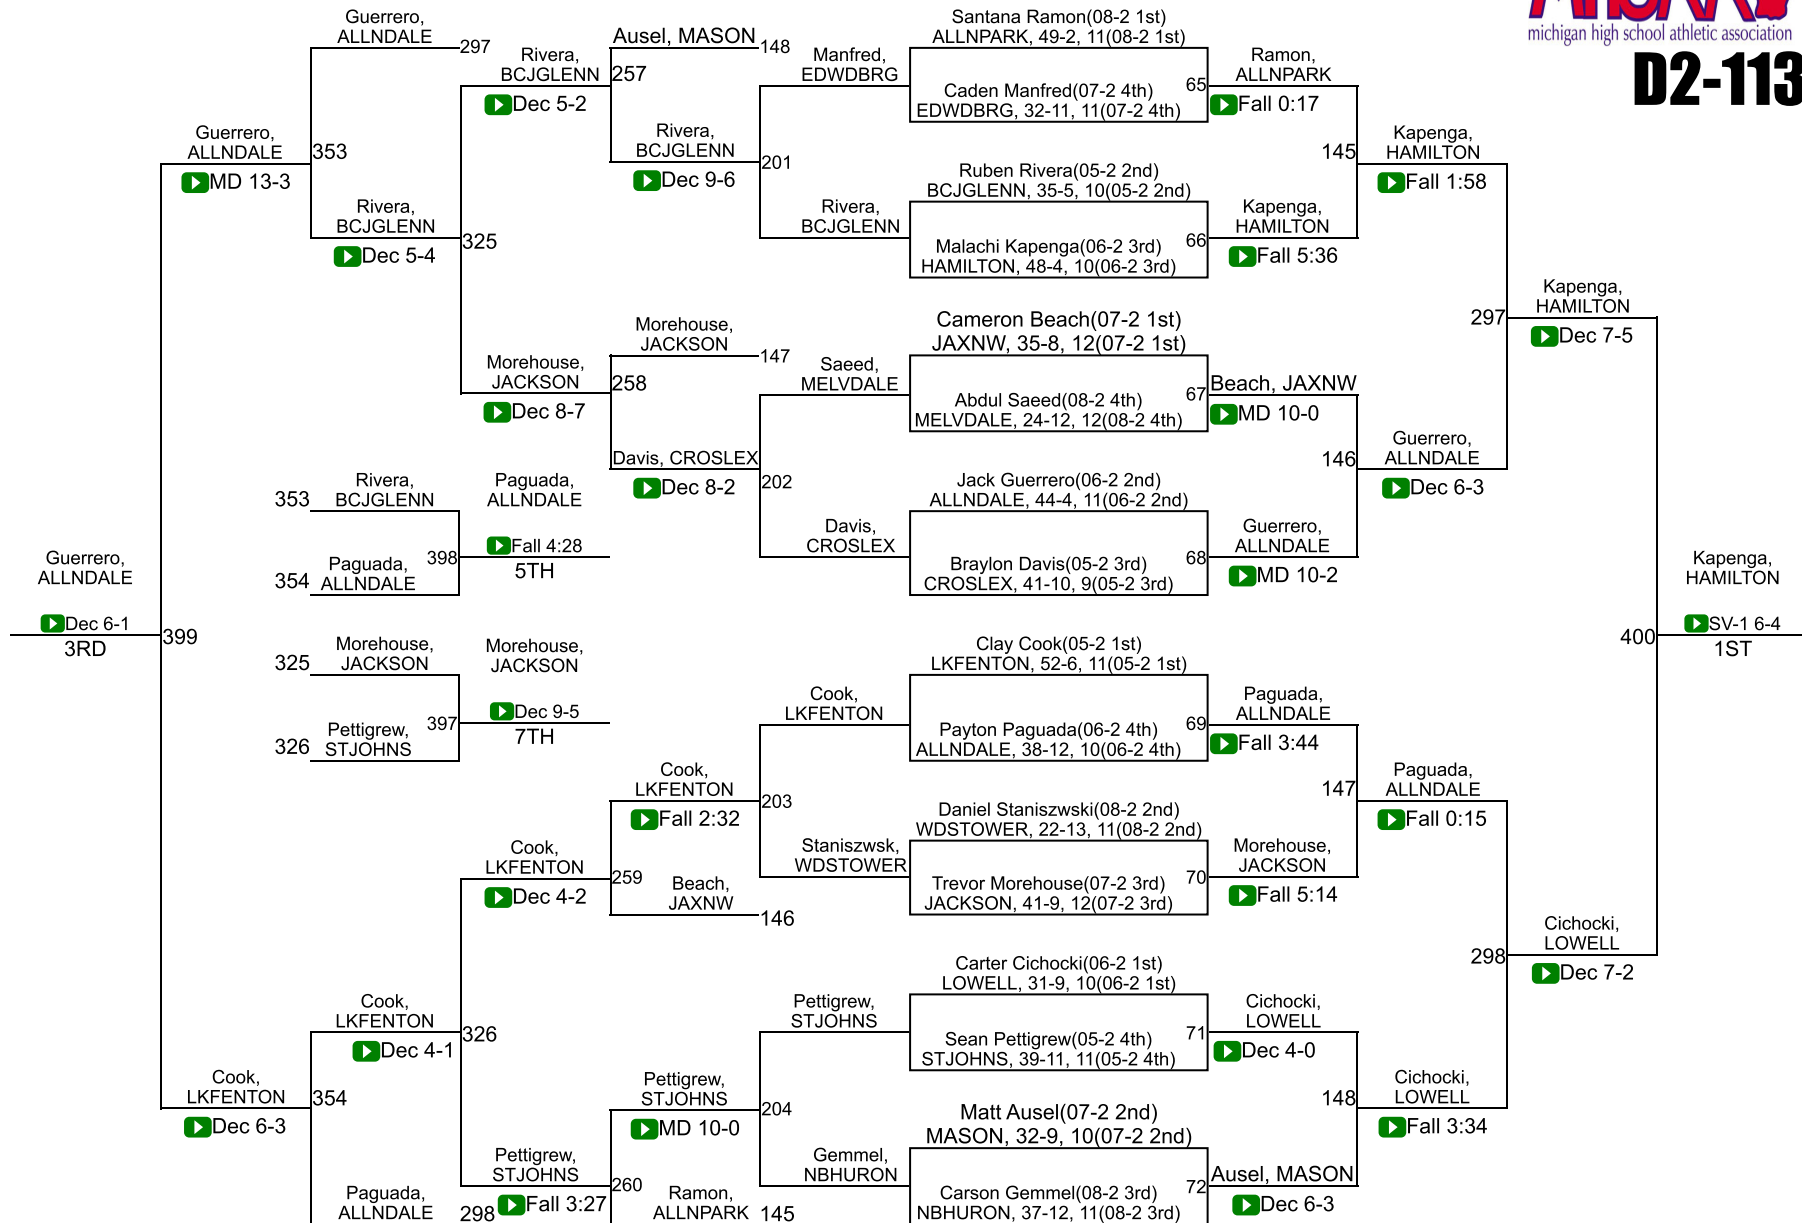 MHSAA
michigan high school athletic association
D2-113
Guerrero,
ALLNDALE
297
Rivera,
BCJGLENN
Dec 5-2
Ausel, MASON
148
257
Manfred,
EDWDBRG
Santana Ramon(08-2 1st)
ALLNPARK, 49-2, 11(08-2 1st)
Caden Manfred(07-2 4th)
EDWDBRG, 32-11, 11(07-2 4th)
65
Ramon,
ALLNPARK
Fall 0:17
Guerrero,
ALLNDALE
MD 13-3
353
Rivera,
BCJGLENN
Dec 9-6
201
145
Kapenga,
HAMILTON
Fall 1:58
Rivera,
BCJGLENN
Dec 5-4
325
Rivera,
BCJGLENN
Ruben Rivera(05-2 2nd)
BCJGLENN, 35-5, 10(05-2 2nd)
Malachi Kapenga(06-2 3rd)
HAMILTON, 48-4, 10(06-2 3rd)
66
Kapenga,
HAMILTON
Fall 5:36
Kapenga,
HAMILTON
Dec 7-5
297
Morehouse,
JACKSON
147
Morehouse,
JACKSON
Dec 8-7
258
Saeed,
MELVDALE
Cameron Beach(07-2 1st)
JAXNW, 35-8, 12(07-2 1st)
Abdul Saeed(08-2 4th)
MELVDALE, 24-12, 12(08-2 4th)
67
Beach, JAXNW
MD 10-0
Davis, CROSLEX
Dec 8-2
202
146
Guerrero,
ALLNDALE
Dec 6-3
353
Rivera,
BCJGLENN
Paguada,
ALLNDALE
Davis,
CROSLEX
Jack Guerrero(06-2 2nd)
ALLNDALE, 44-4, 11(06-2 2nd)
Braylon Davis(05-2 3rd)
CROSLEX, 41-10, 9(05-2 3rd)
68
Guerrero,
ALLNDALE
MD 10-2
354
Paguada,
ALLNDALE
398
Fall 4:28
5TH
Guerrero,
ALLNDALE
Dec 6-1
3RD
399
Kapenga,
HAMILTON
SV-1 6-4
1ST
400
325
Morehouse,
JACKSON
Morehouse,
JACKSON
326
Pettigrew,
STJOHNS
397
Dec 9-5
7TH
Cook,
LKFENTON
Clay Cook(05-2 1st)
LKFENTON, 52-6, 11(05-2 1st)
Payton Paguada(06-2 4th)
ALLNDALE, 38-12, 10(06-2 4th)
69
Paguada,
ALLNDALE
Fall 3:44
Cook,
LKFENTON
Fall 2:32
203
147
Paguada,
ALLNDALE
Fall 0:15
Cook,
LKFENTON
Dec 4-2
259
Beach,
JAXNW
146
Staniszwsk,
WDSTOWER
Daniel Staniszwski(08-2 2nd)
WDSTOWER, 22-13, 11(08-2 2nd)
Trevor Morehouse(07-2 3rd)
JACKSON, 41-9, 12(07-2 3rd)
70
Morehouse,
JACKSON
Fall 5:14
298
Cichocki,
LOWELL
Dec 7-2
Cook,
LKFENTON
Dec 4-1
326
Pettigrew,
STJOHNS
Carter Cichocki(06-2 1st)
LOWELL, 31-9, 10(06-2 1st)
Sean Pettigrew(05-2 4th)
STJOHNS, 39-11, 11(05-2 4th)
71
Cichocki,
LOWELL
Dec 4-0
Cook,
LKFENTON
Dec 6-3
354
Pettigrew,
STJOHNS
MD 10-0
204
148
Cichocki,
LOWELL
Fall 3:34
Pettigrew,
STJOHNS
Fall 3:27
260
Gemmel,
NBHURON
Matt Ausel(07-2 2nd)
MASON, 32-9, 10(07-2 2nd)
Carson Gemmel(08-2 3rd)
NBHURON, 37-12, 11(08-2 3rd)
72
Ausel, MASON
Dec 6-3
Paguada,
ALLNDALE
298
Ramon,
ALLNPARK
145